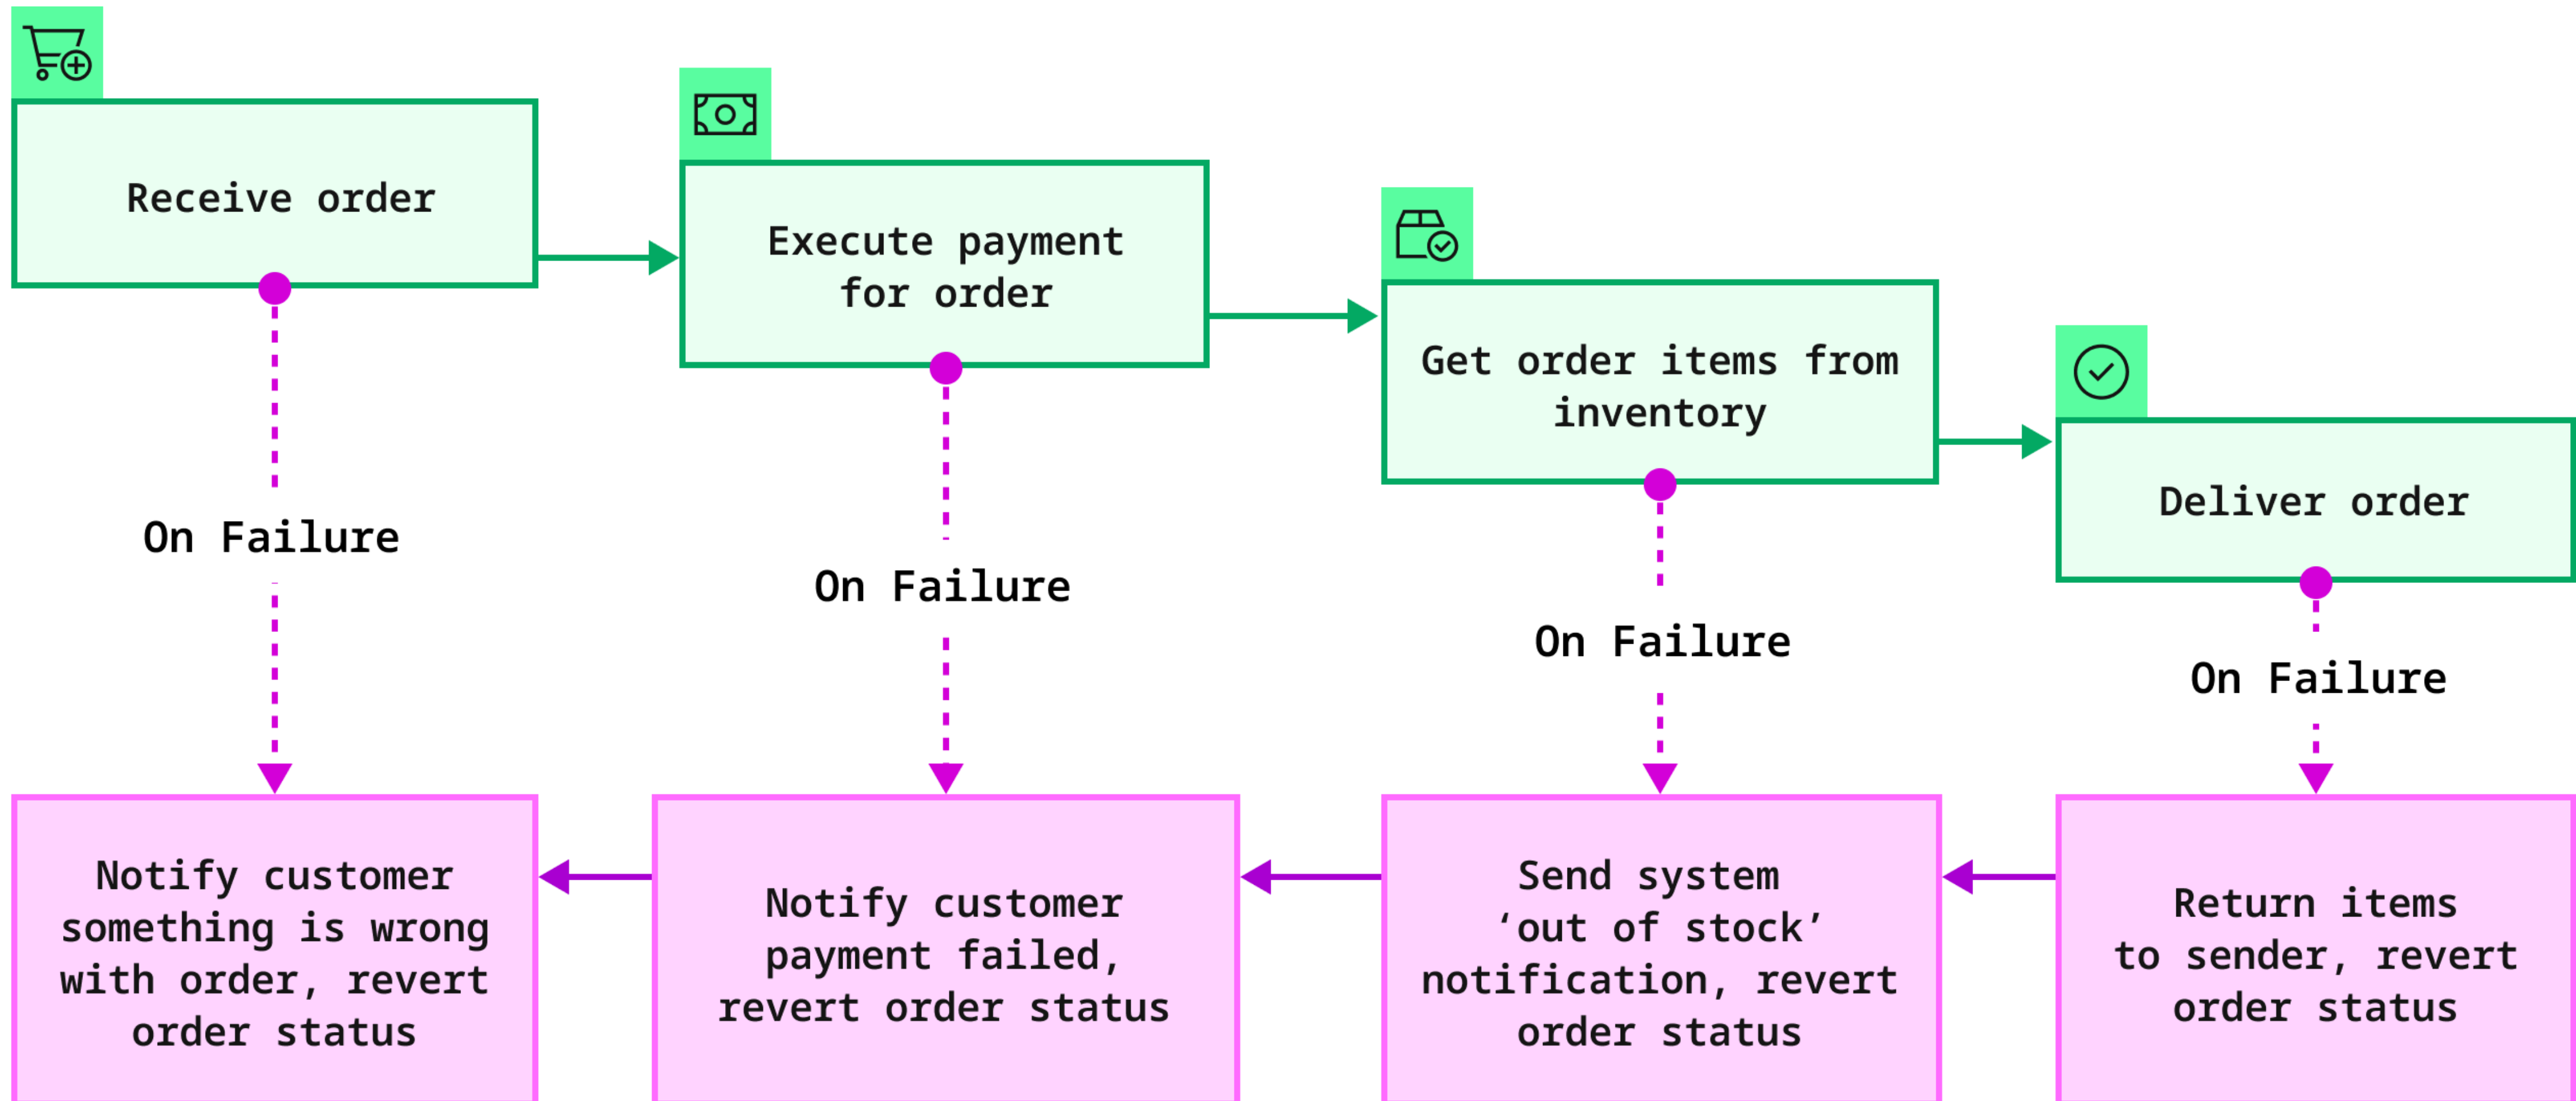 Receive order
Execute payment
for order
Get order items from
inventory
Deliver order
On Failure
On Failure
On Failure
On Failure
Notify customer
something is wrong
with order, revert
order status
Notify customer
payment failed,
revert order status
Send system
‘out of stock’
notification, revert
order status
Return items
to sender, revert
order status